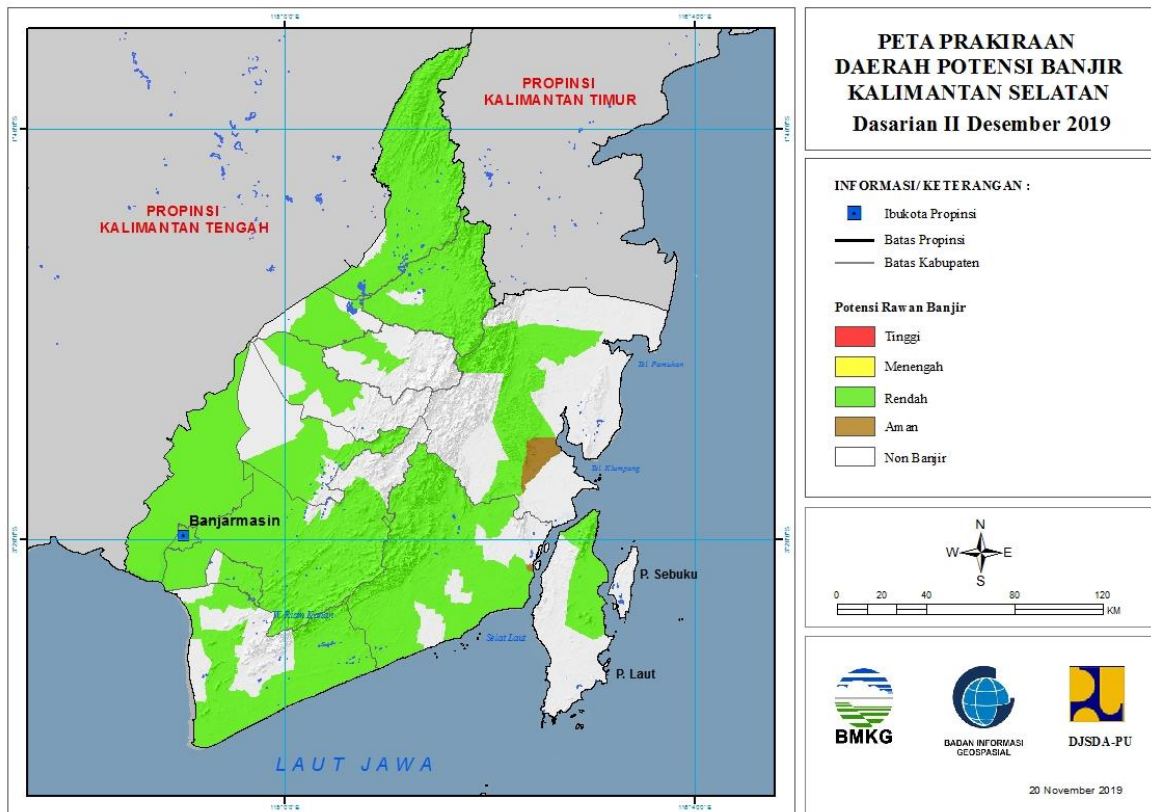 PETA PRAKIRAAN
DAERAH POTENSI BANJIR
KALIMANTAN SELATAN
Dasarian II Desember 2019
INFORMASI/ KETERANGAN :
Ibukota Propinsi
Batas Propinsi
Batas Kabupaten
Potensi Rawan Banjir
Tinggi
Menengah
Rendah
Aman
Non Banjir
N
W E
S
0 20 40 80 120
KM
BMKG
BADAN INFORMASI
GEOSPASIAL
DJSDA-PU
20 November 2019
PROPINSI
KALIMANTAN TIMUR
PROPINSI
KALIMANTAN TENGAH
Tel. Pamukan
Tel. Klumpang
Banjarmasin
P. Sebuku
W. Riam Kanan
Selat Laut
P. Laut
LAUT JAWA